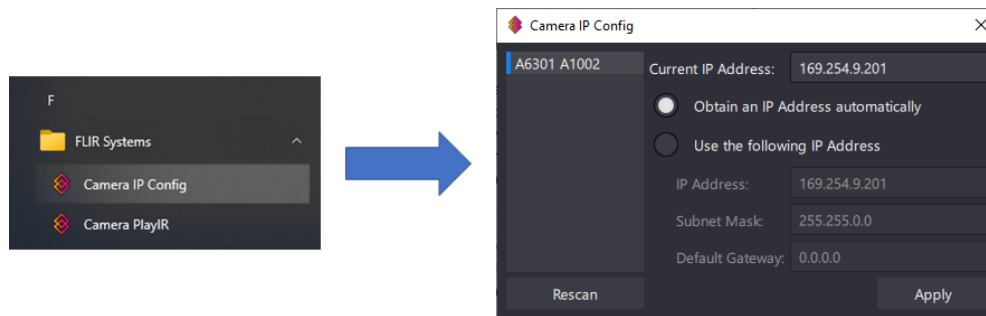 F
FLIR Systems
Camera IP Config
Camera PlayIR
Camera IP Config
A6301 A1002
Current IP Address: 169.254.9.201
Obtain an IP Address automatically
Use the following IP Address
IP Address: 169.254.9.201
Subnet Mask: 255.255.0.0
Default Gateway: 0.0.0.0
Rescan
Apply